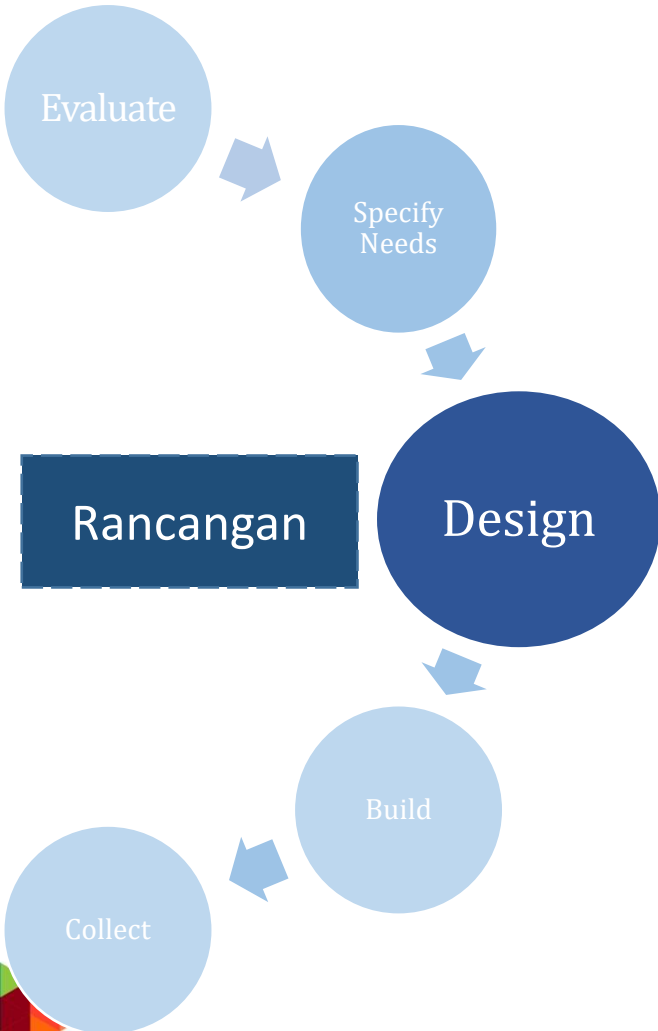 Evaluate
Specify
Needs
Rancangan
Design
Build
Collect